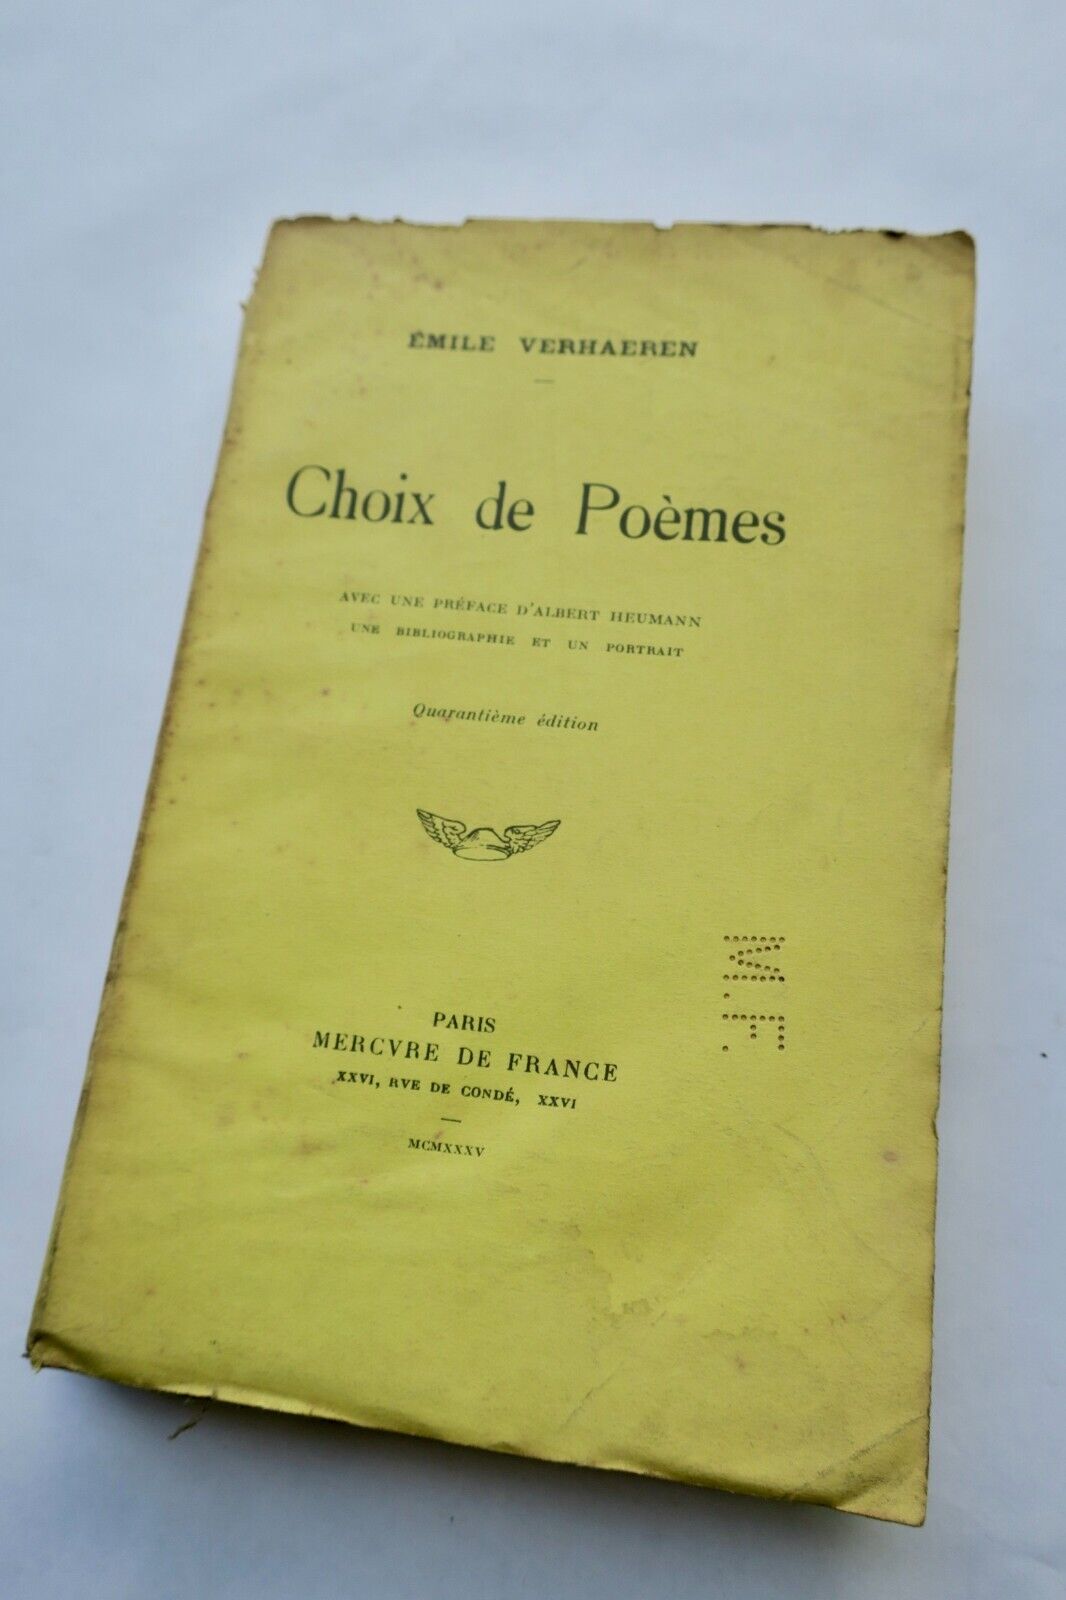 ÉMILE VERHAEREN
Choix de Poèmes
AVEC UNE PRÉFACE D'ALBERT HEUMANN
UNE BIBLIOGRAPHIE ET UN PORTRAIT
Quarantième édition
M.F.
PARIS
MERCVRE DE FRANCE
XXVI, RVE DE CONDÉ, XXVI
MCMXXXV